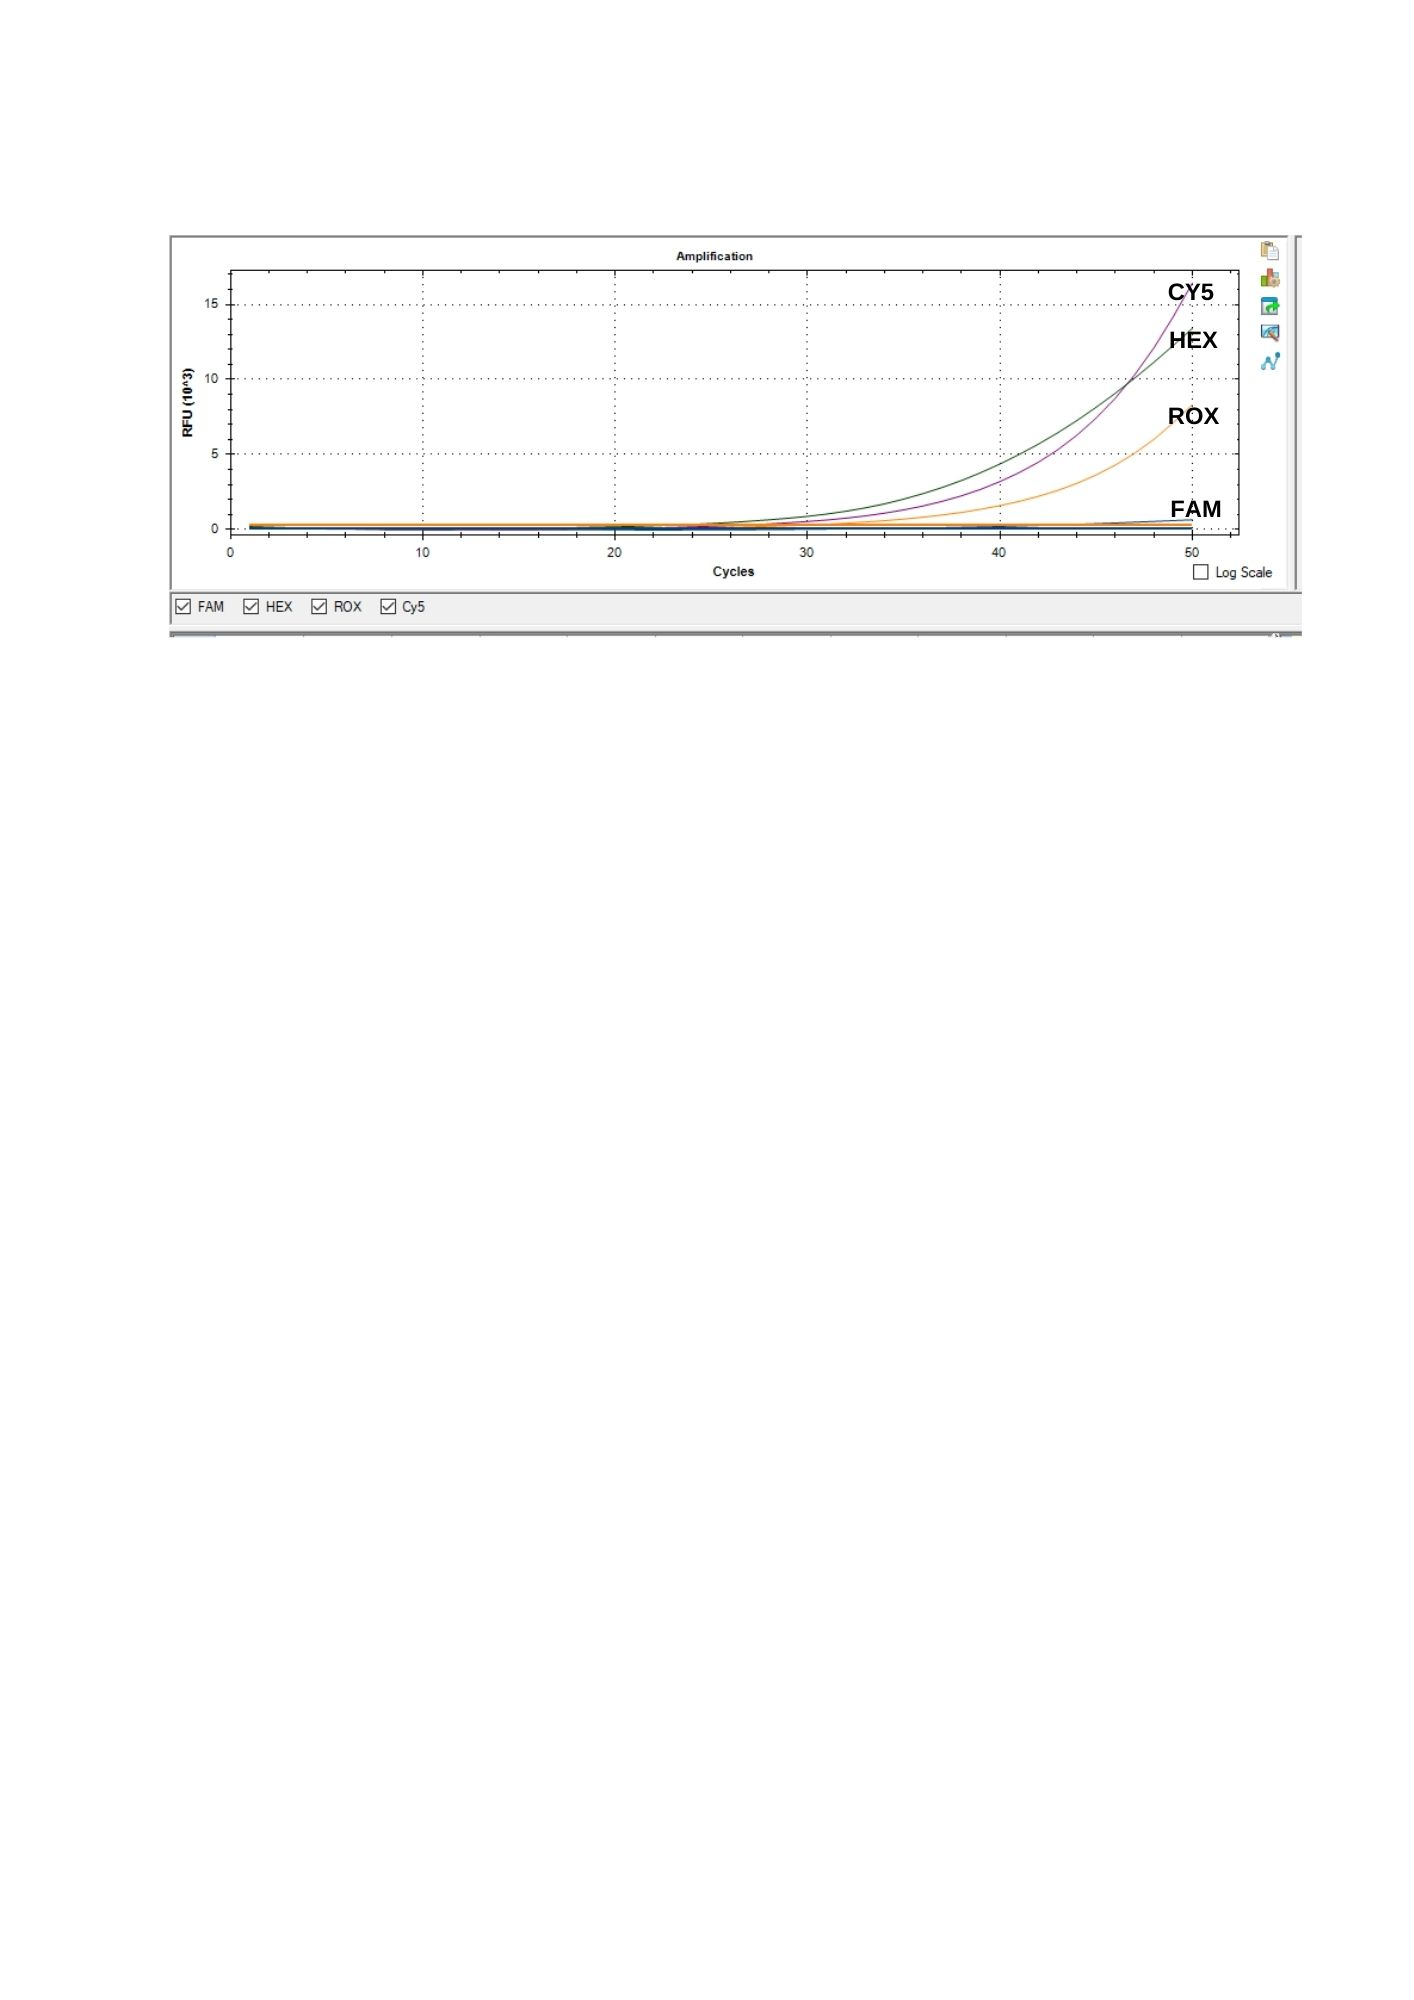 Amplification
15
10
5
0
RFU (10^3)
CY5
HEX
ROX
FAM
0 10 20 30 40 50
Cycles
Log Scale
FAM HEX ROX Cy5